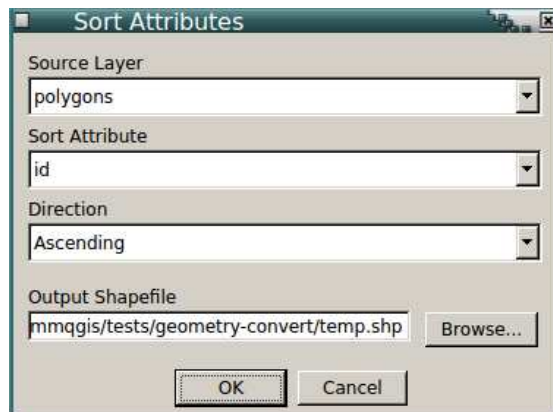 Sort Attributes
Source Layer
polygons
Sort Attribute
id
Direction
Ascending
Output Shapefile
mmqgis/tests/geometry-convert/temp.shp
Browse...
OK
Cancel